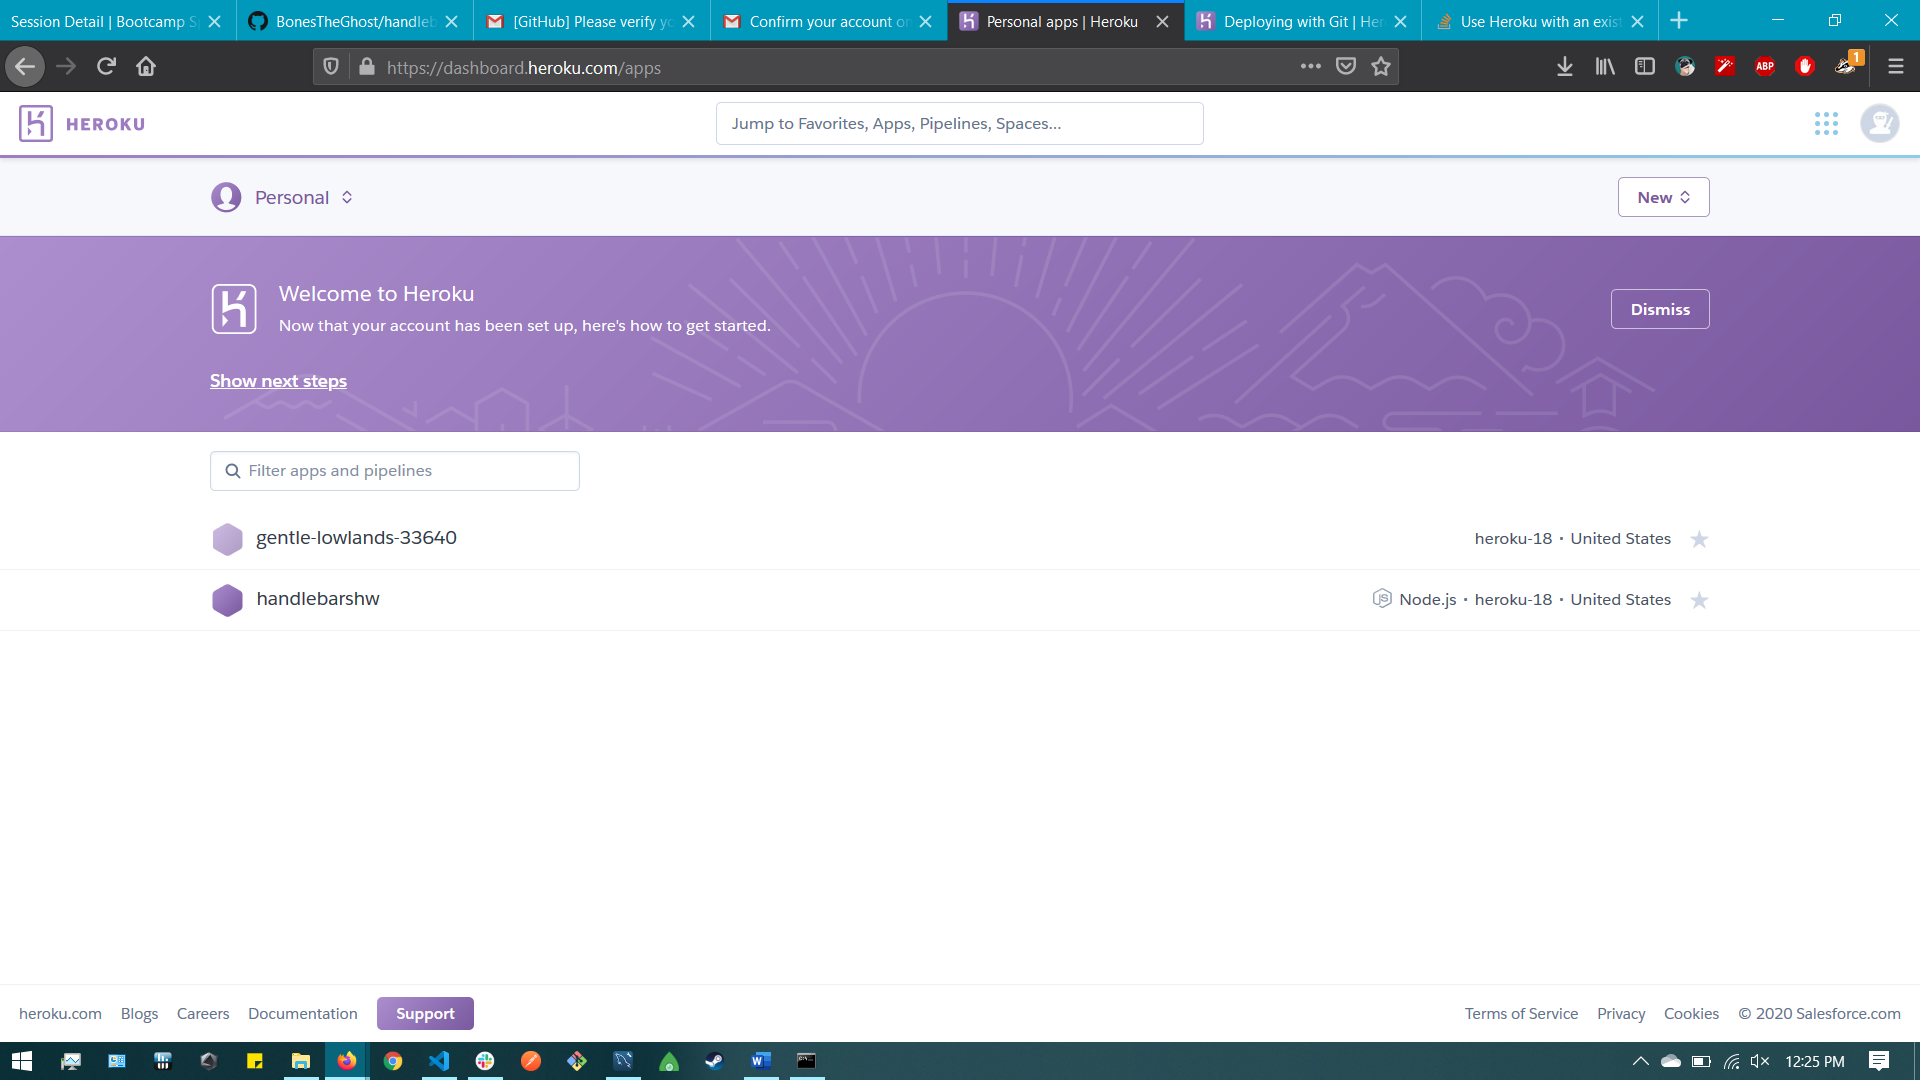 Session Detail | Bootcamp S
BonesTheGhost/handleb
[GitHub] Please verify yo
Confirm your account on
Personal apps | Heroku
Deploying with Git | Her
Use Heroku with an exist
https://dashboard.heroku.com/apps
ABP
1
HEROKU
Jump to Favorites, Apps, Pipelines, Spaces...
Personal
New
Welcome to Heroku
Now that your account has been set up, here's how to get started.
Dismiss
Show next steps
Filter apps and pipelines
gentle-lowlands-33640
heroku-18 · United States
handlebarshw
Node.js · heroku-18 · United States
heroku.com Blogs Careers Documentation Support
Terms of Service Privacy Cookies © 2020 Salesforce.com
12:25 PM